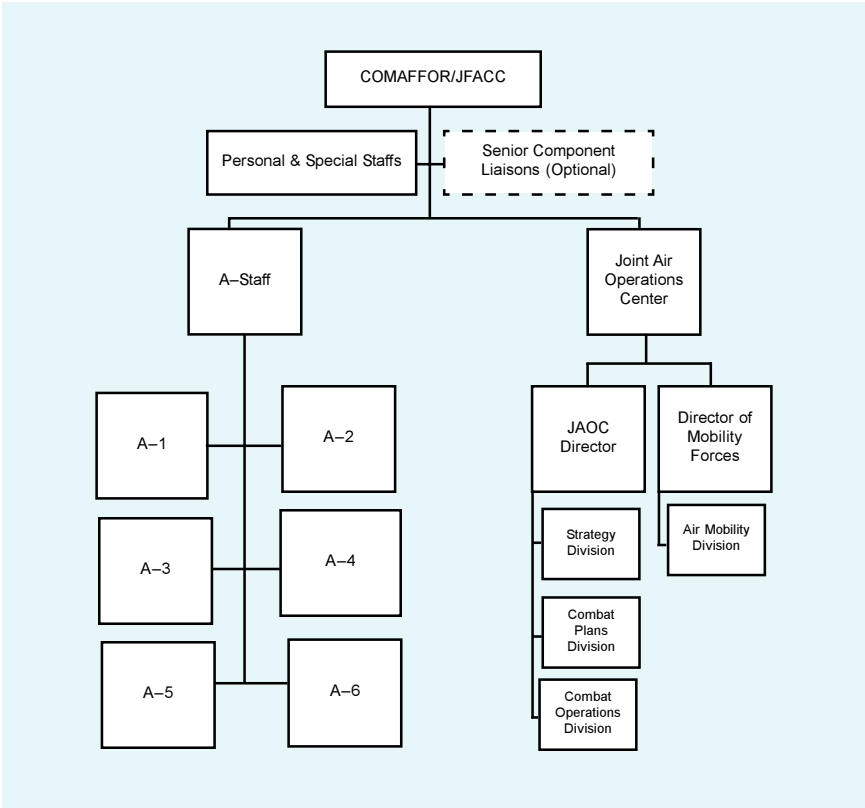 COMAFFOR/JFACC
Personal & Special Staffs
Senior Component
Liaisons (Optional)
A–Staff
Joint Air
Operations
Center
A–1
A–2
A–3
A–4
A–5
A–6
JAOC
Director
Director of
Mobility
Forces
Strategy
Division
Air Mobility
Division
Combat
Plans
Division
Combat
Operations
Division